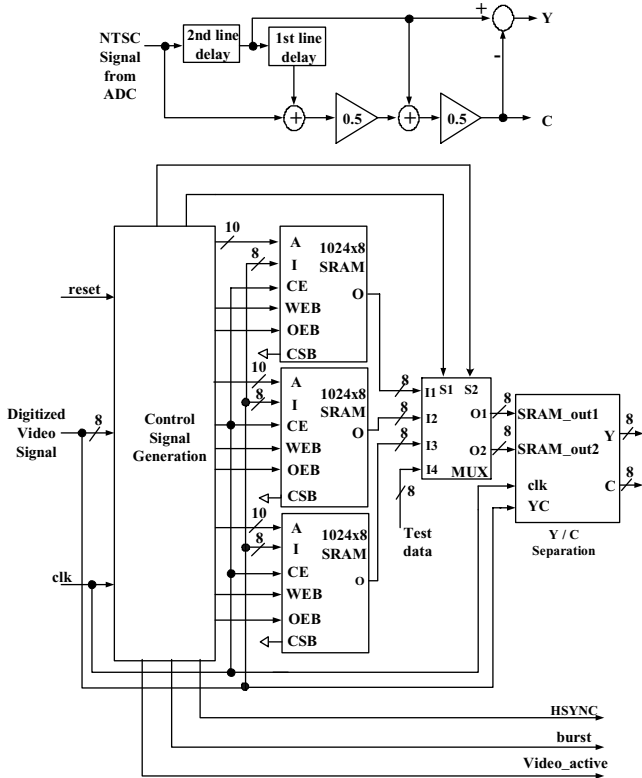 NTSC
Signal
from
ADC
2nd line
delay
1st line
delay
+
+
0.5
0.5
+
-
Y
C
reset
Digitized
Video
Signal
8
clk
Control
Signal
Generation
10
8
A
I
CE
WEB
OEB
CSB
1024x8
SRAM
O
10
8
A
I
CE
WEB
OEB
CSB
1024x8
SRAM
O
10
8
A
I
CE
WEB
OEB
CSB
1024x8
SRAM
O
8
8
8
8
Test
data
I1
S1
S2
I2
I3
I4
O1
O2
MUX
8
8
SRAM_out1
SRAM_out2
clk
YC
Y
C
8
8
Y / C
Separation
HSYNC
burst
Video_active